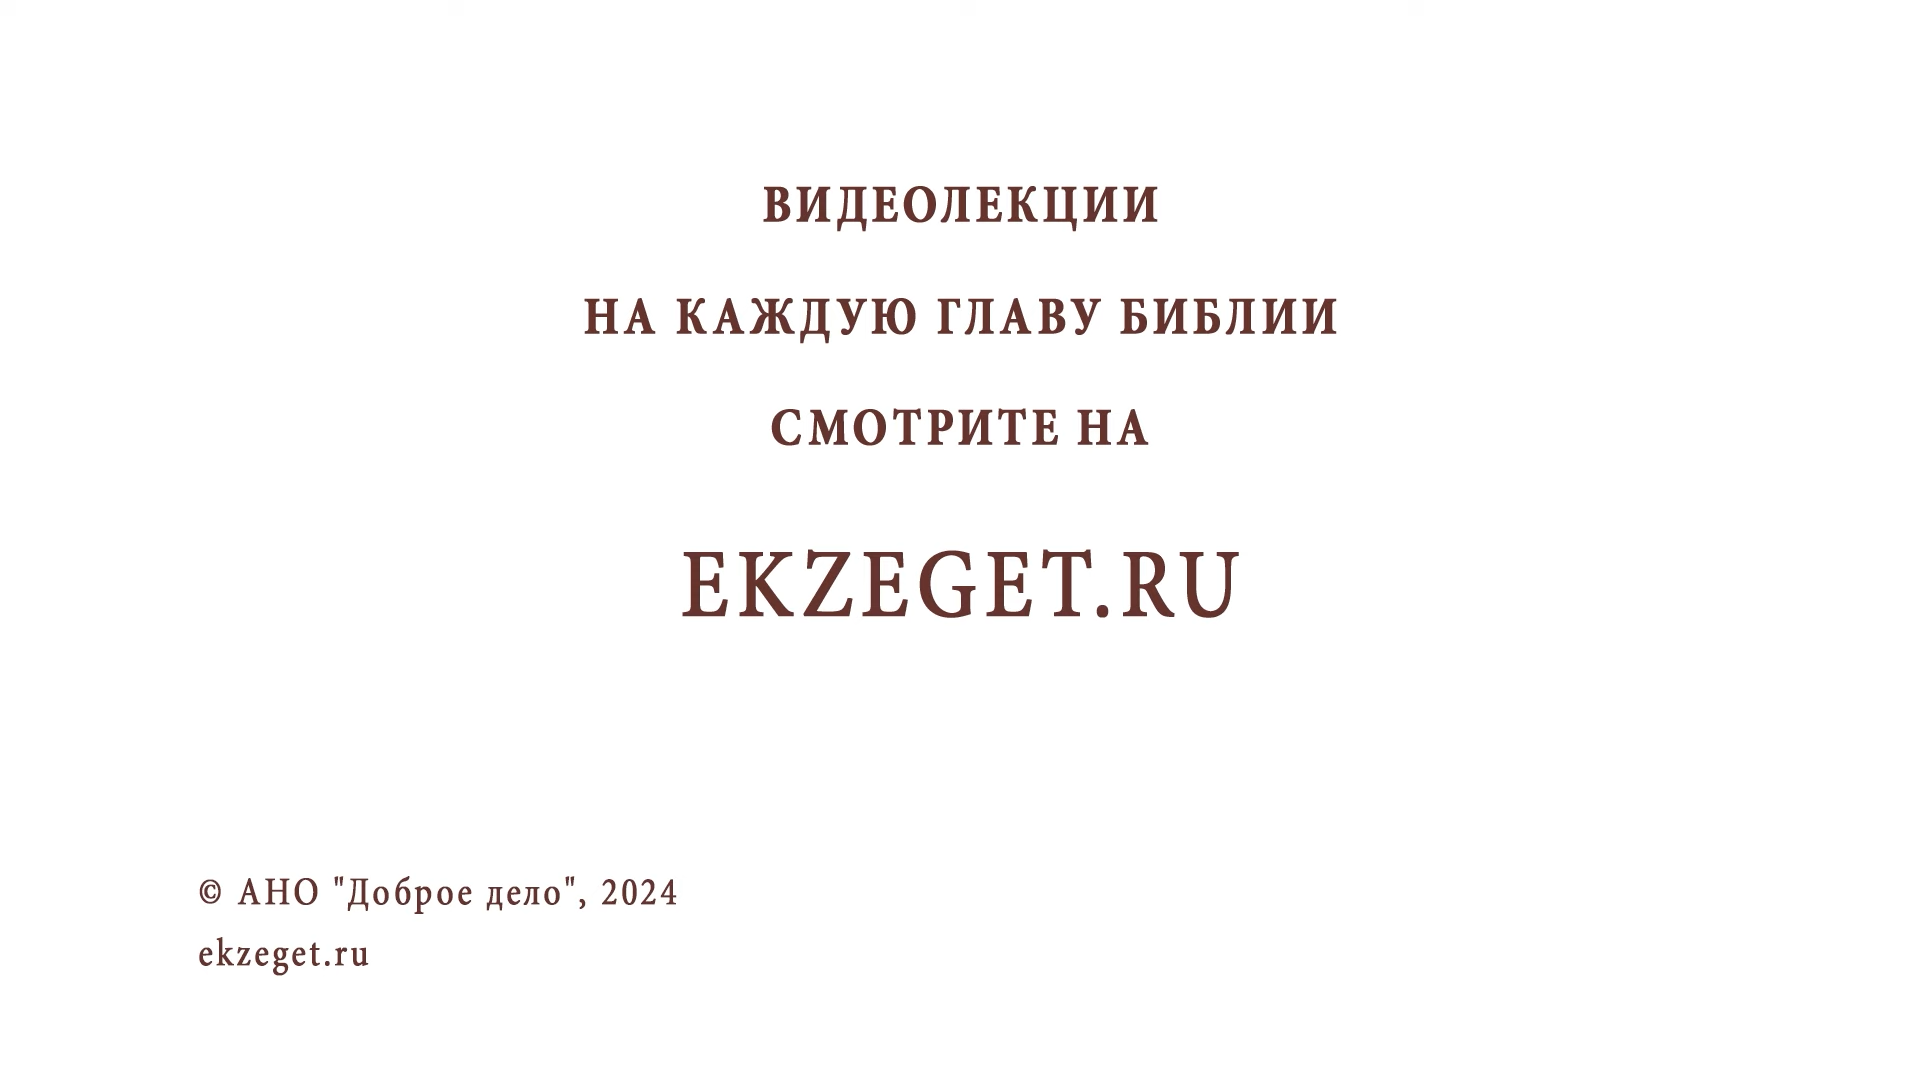 ВИДЕОЛЕКЦИИ
НА КАЖДУЮ ГЛАВУ БИБЛИИ
СМОТРИТЕ НА
EKZEGET.RU
© АНО "Доброе дело", 2024
ekzeget.ru